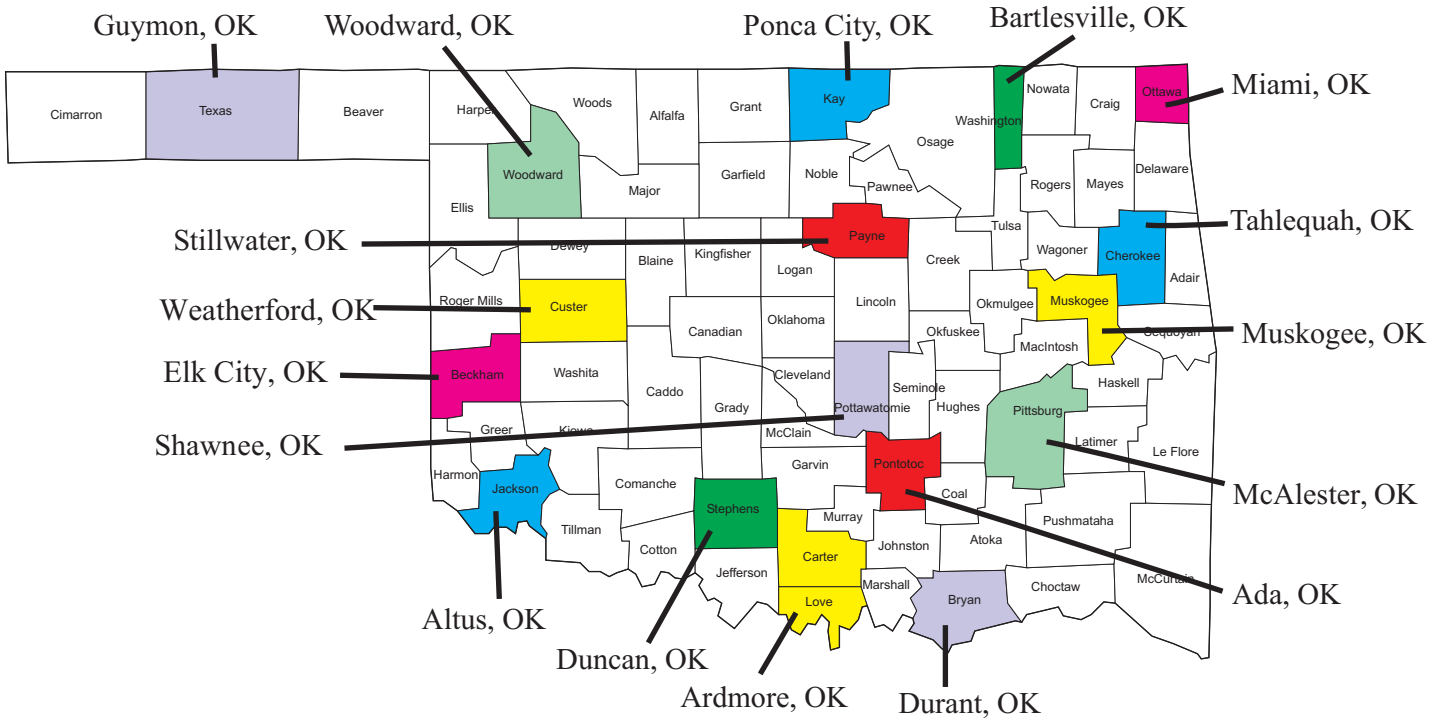 Guymon, OK
Woodward, OK
Ponca City, OK
Bartlesville, OK
Miami, OK
Cimarron
Texas
Beaver
Harper
Woods
Alfalfa
Grant
Kay
Osage
Washington
Nowata
Craig
Ottawa
Woodward
Ellis
Major
Garfield
Noble
Pawnee
Rogers
Mayes
Delaware
Tahlequah, OK
Stillwater, OK
Dewey
Blaine
Kingfisher
Logan
Payne
Creek
Tulsa
Wagoner
Cherokee
Adair
Weatherford, OK
Roger Mills
Custer
Canadian
Oklahoma
Lincoln
Okfuskee
Okmulgee
Muskogee
MacIntosh
Sequoyah
Muskogee, OK
Elk City, OK
Beckham
Washita
Caddo
Grady
Cleveland
Pottawatomie
Seminole
Hughes
Pittsburg
Haskell
Shawnee, OK
Greer
Kiowa
McClain
Latimer
Le Flore
Harmon
Jackson
Comanche
Garvin
Pontotoc
Coal
McAlester, OK
Tillman
Cotton
Stephens
Murray
Carter
Johnston
Atoka
Pushmataha
Jefferson
Love
Marshall
Bryan
Choctaw
McCurtain
Ada, OK
Altus, OK
Duncan, OK
Ardmore, OK
Durant, OK